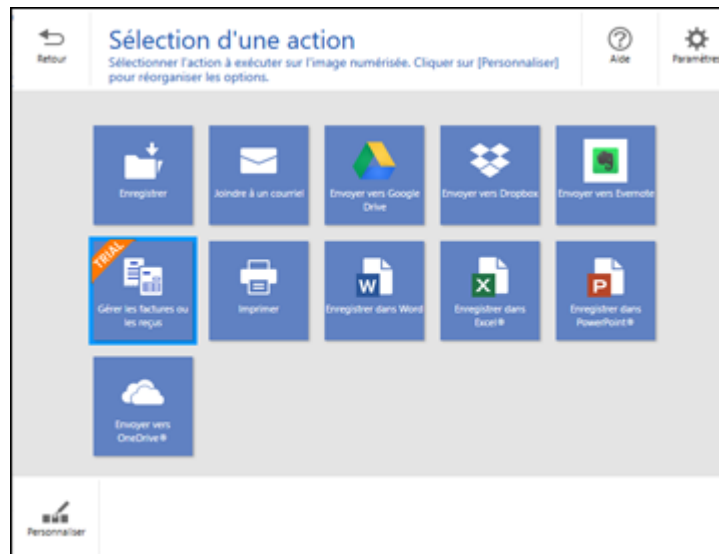 Retour
Sélection d'une action
Sélectionner l'action à exécuter sur l'image numérisée. Cliquer sur [Personnaliser]
pour réorganiser les options.
Aide
Paramètres
Enregistrer
Joindre à un courriel
Envoyer vers Google
Drive
Envoyer vers Dropbox
Envoyer vers Evernote
TRIAL
Gérer les factures ou
les reçus
Imprimer
W
Enregistrer dans Word
X
Enregistrer dans
Excel®
P
Enregistrer dans
PowerPoint®
Envoyer vers
OneDrive®
Personnaliser